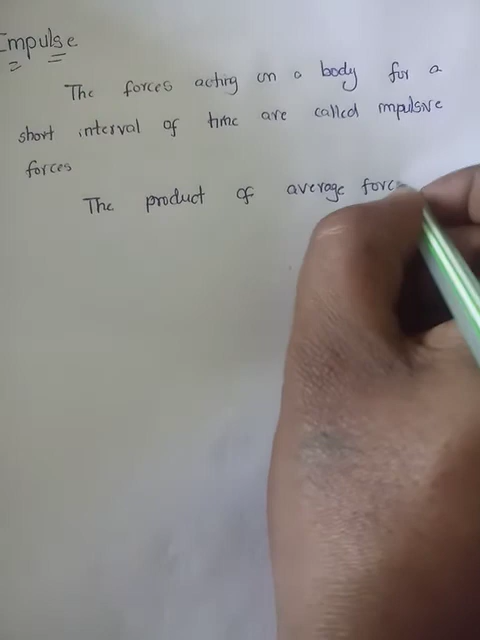 Impulse
The forces acting on a body for a
short interval of time are called impulsive
forces
The product of average force